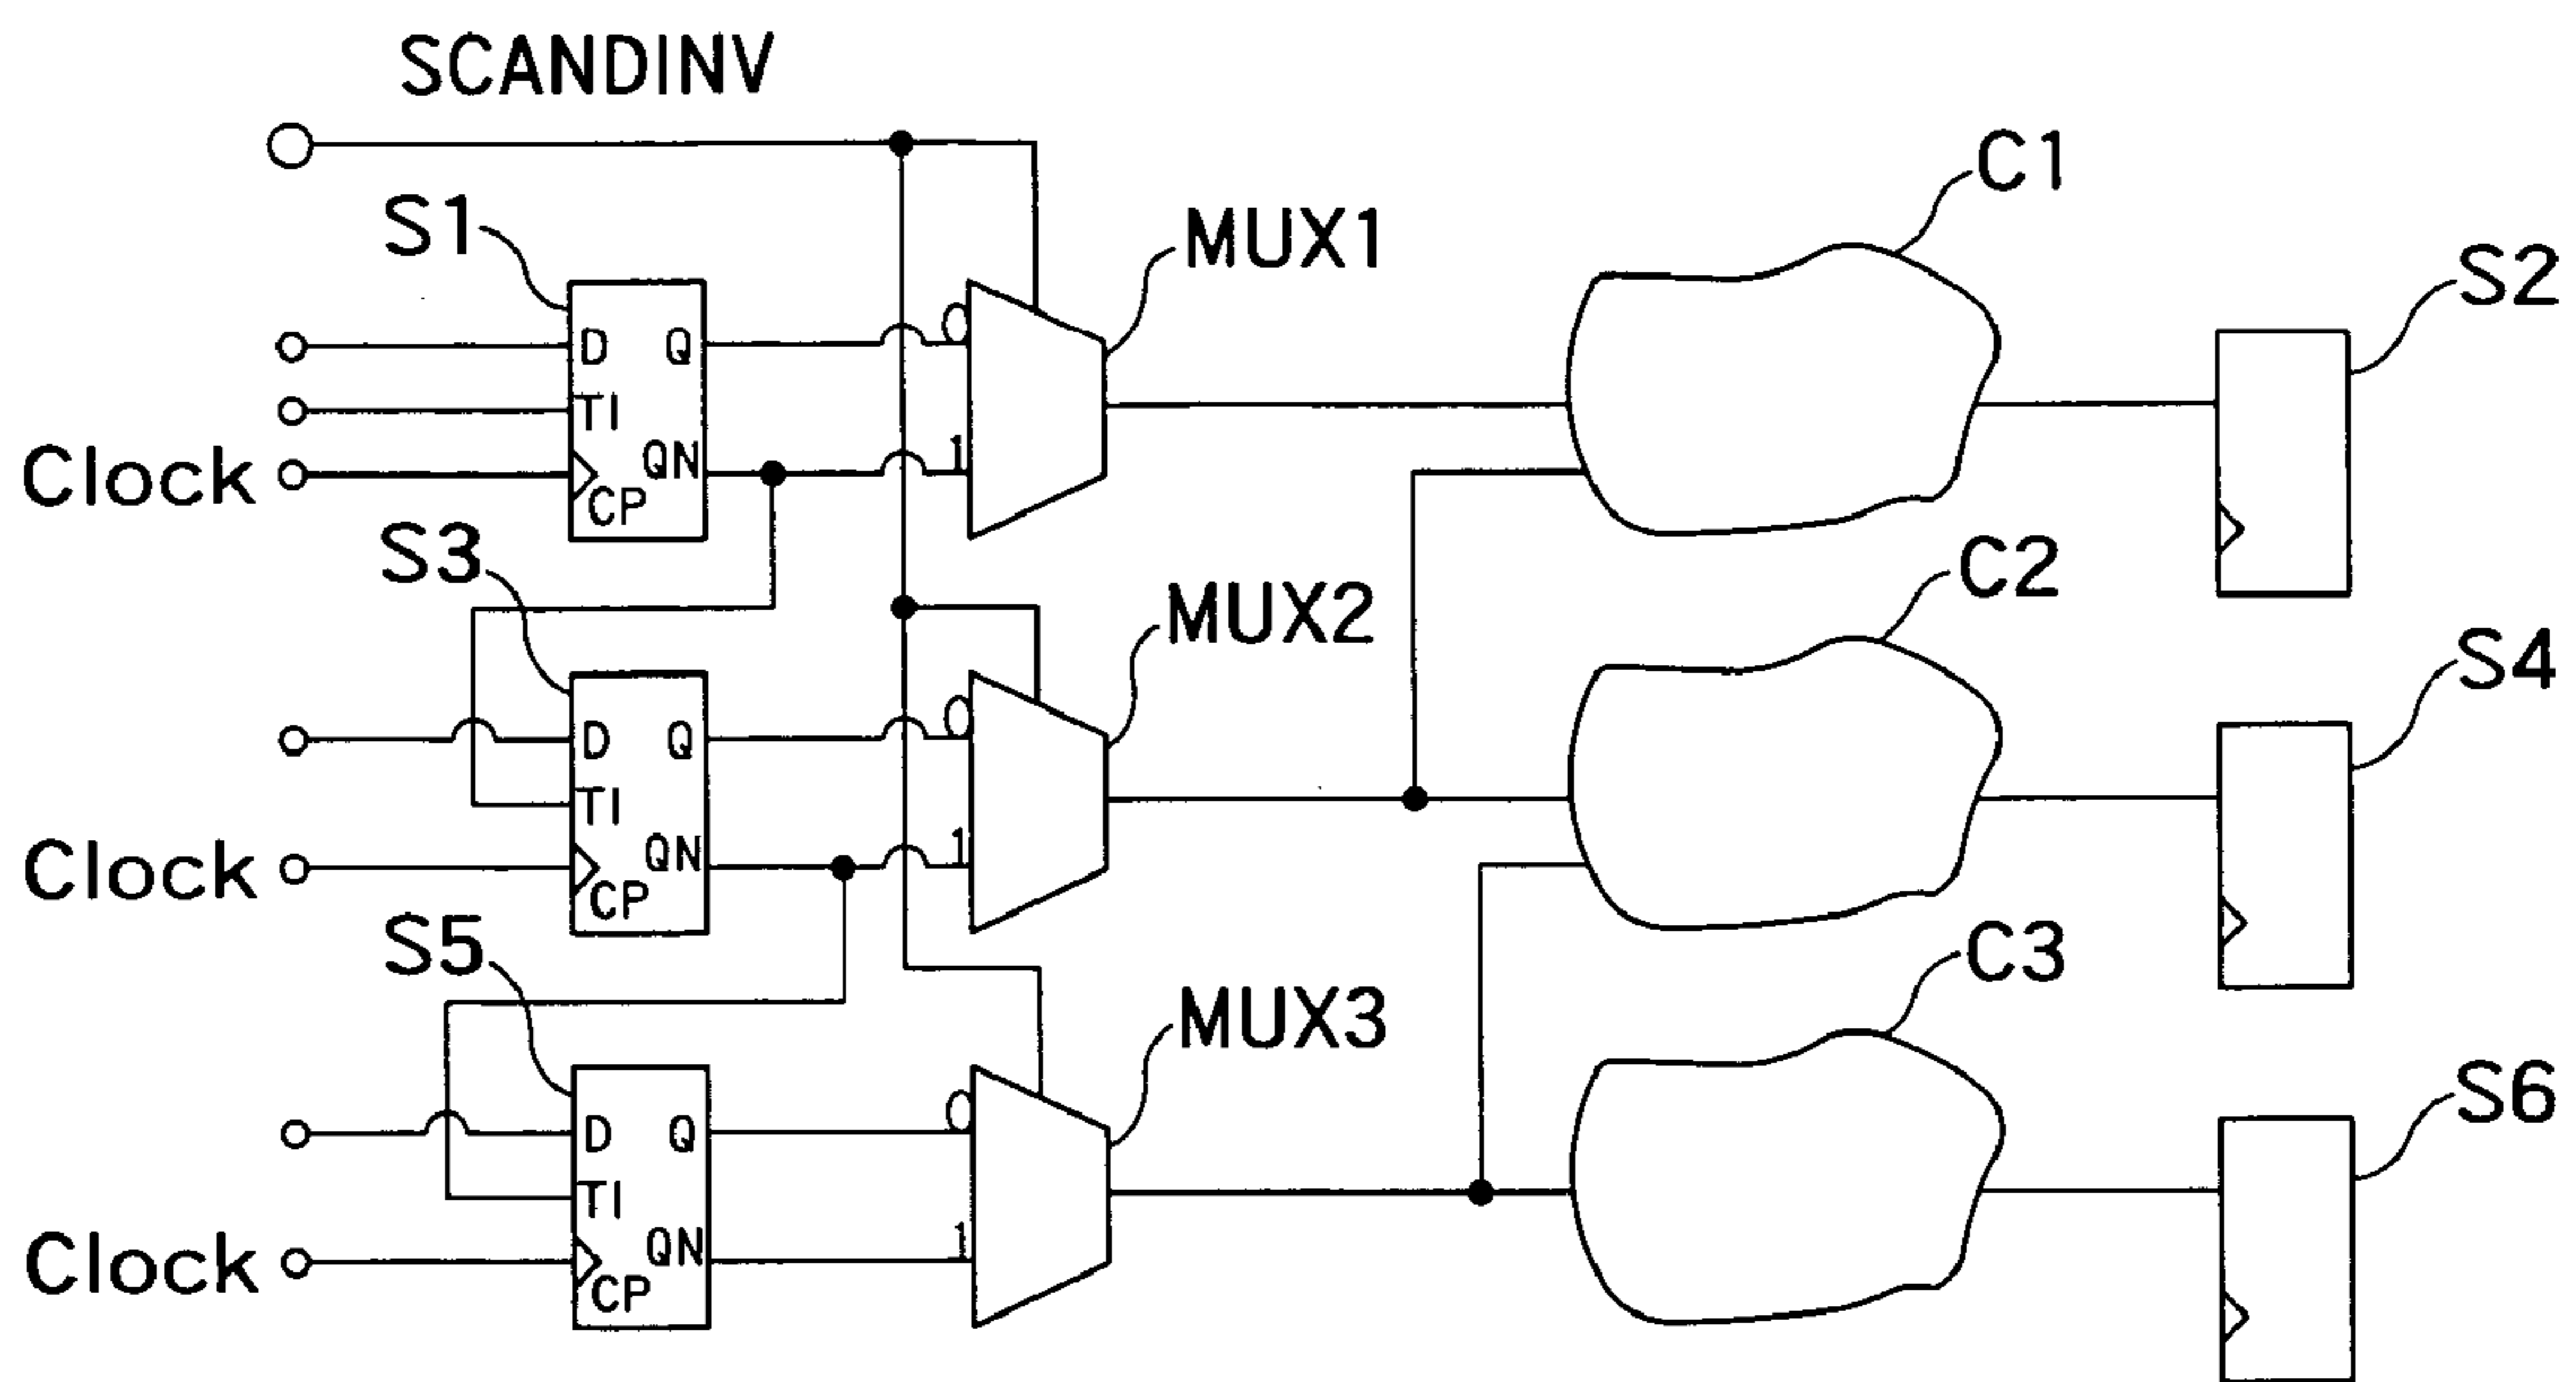 SCANDINV
S1
MUX1
C1
S2
D Q
TI
QN
CP
0
1
Clock
S3
MUX2
C2
S4
D Q
TI
QN
CP
0
1
Clock
S5
MUX3
C3
S6
D Q
TI
QN
CP
0
1
Clock